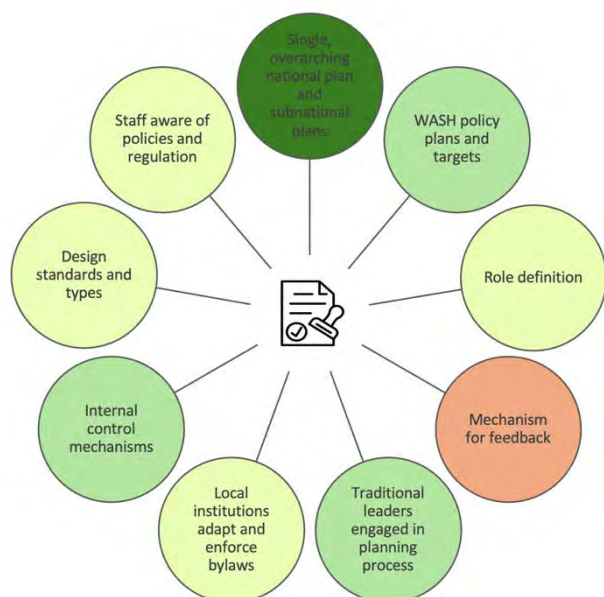 Single,
overarching
national plan
and
subnational
plans
WASH policy
plans and
targets
Role definition
Mechanism
for feedback
Traditional
leaders
engaged in
planning
process
Local
institutions
adapt and
enforce
bylaws
Internal
control
mechanisms
Design
standards and
types
Staff aware of
policies and
regulation